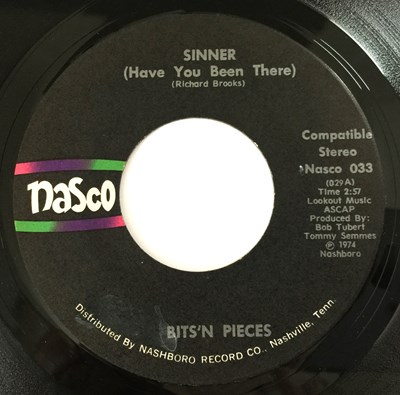 SINNER
(Have You Been There)
(Richard Brooks)
Compatible
Stereo
Nasco 033
(029A)
Time 2:57
Lookout Music
ASCAP
Produced By:
Bob Tubert
Tommy Semmes
℗ 1974
Nashboro
nasco
BITS'N PIECES
Distributed By NASHBORO RECORD CO., Nashville, Tenn.